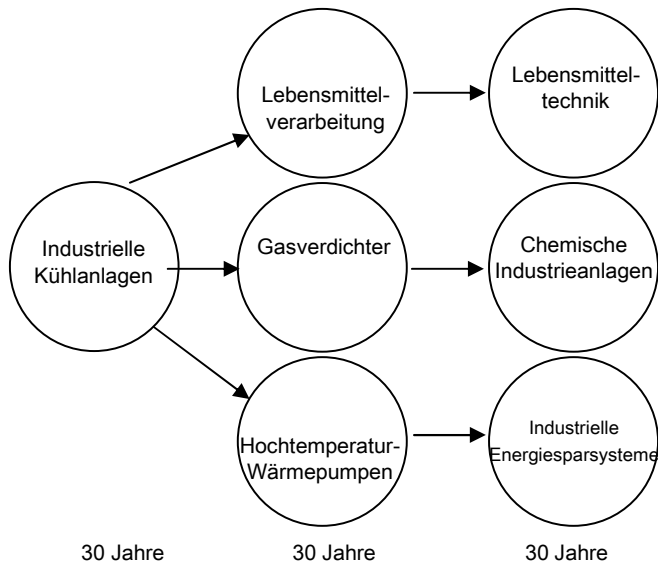 Lebensmittel-
verarbeitung
Lebensmittel-
technik
Industrielle
Kühlanlagen
Gasverdichter
Chemische
Industrieanlagen
Hochtemperatur-
Wärmepumpen
Industrielle
Energiesparsysteme
30 Jahre
30 Jahre
30 Jahre